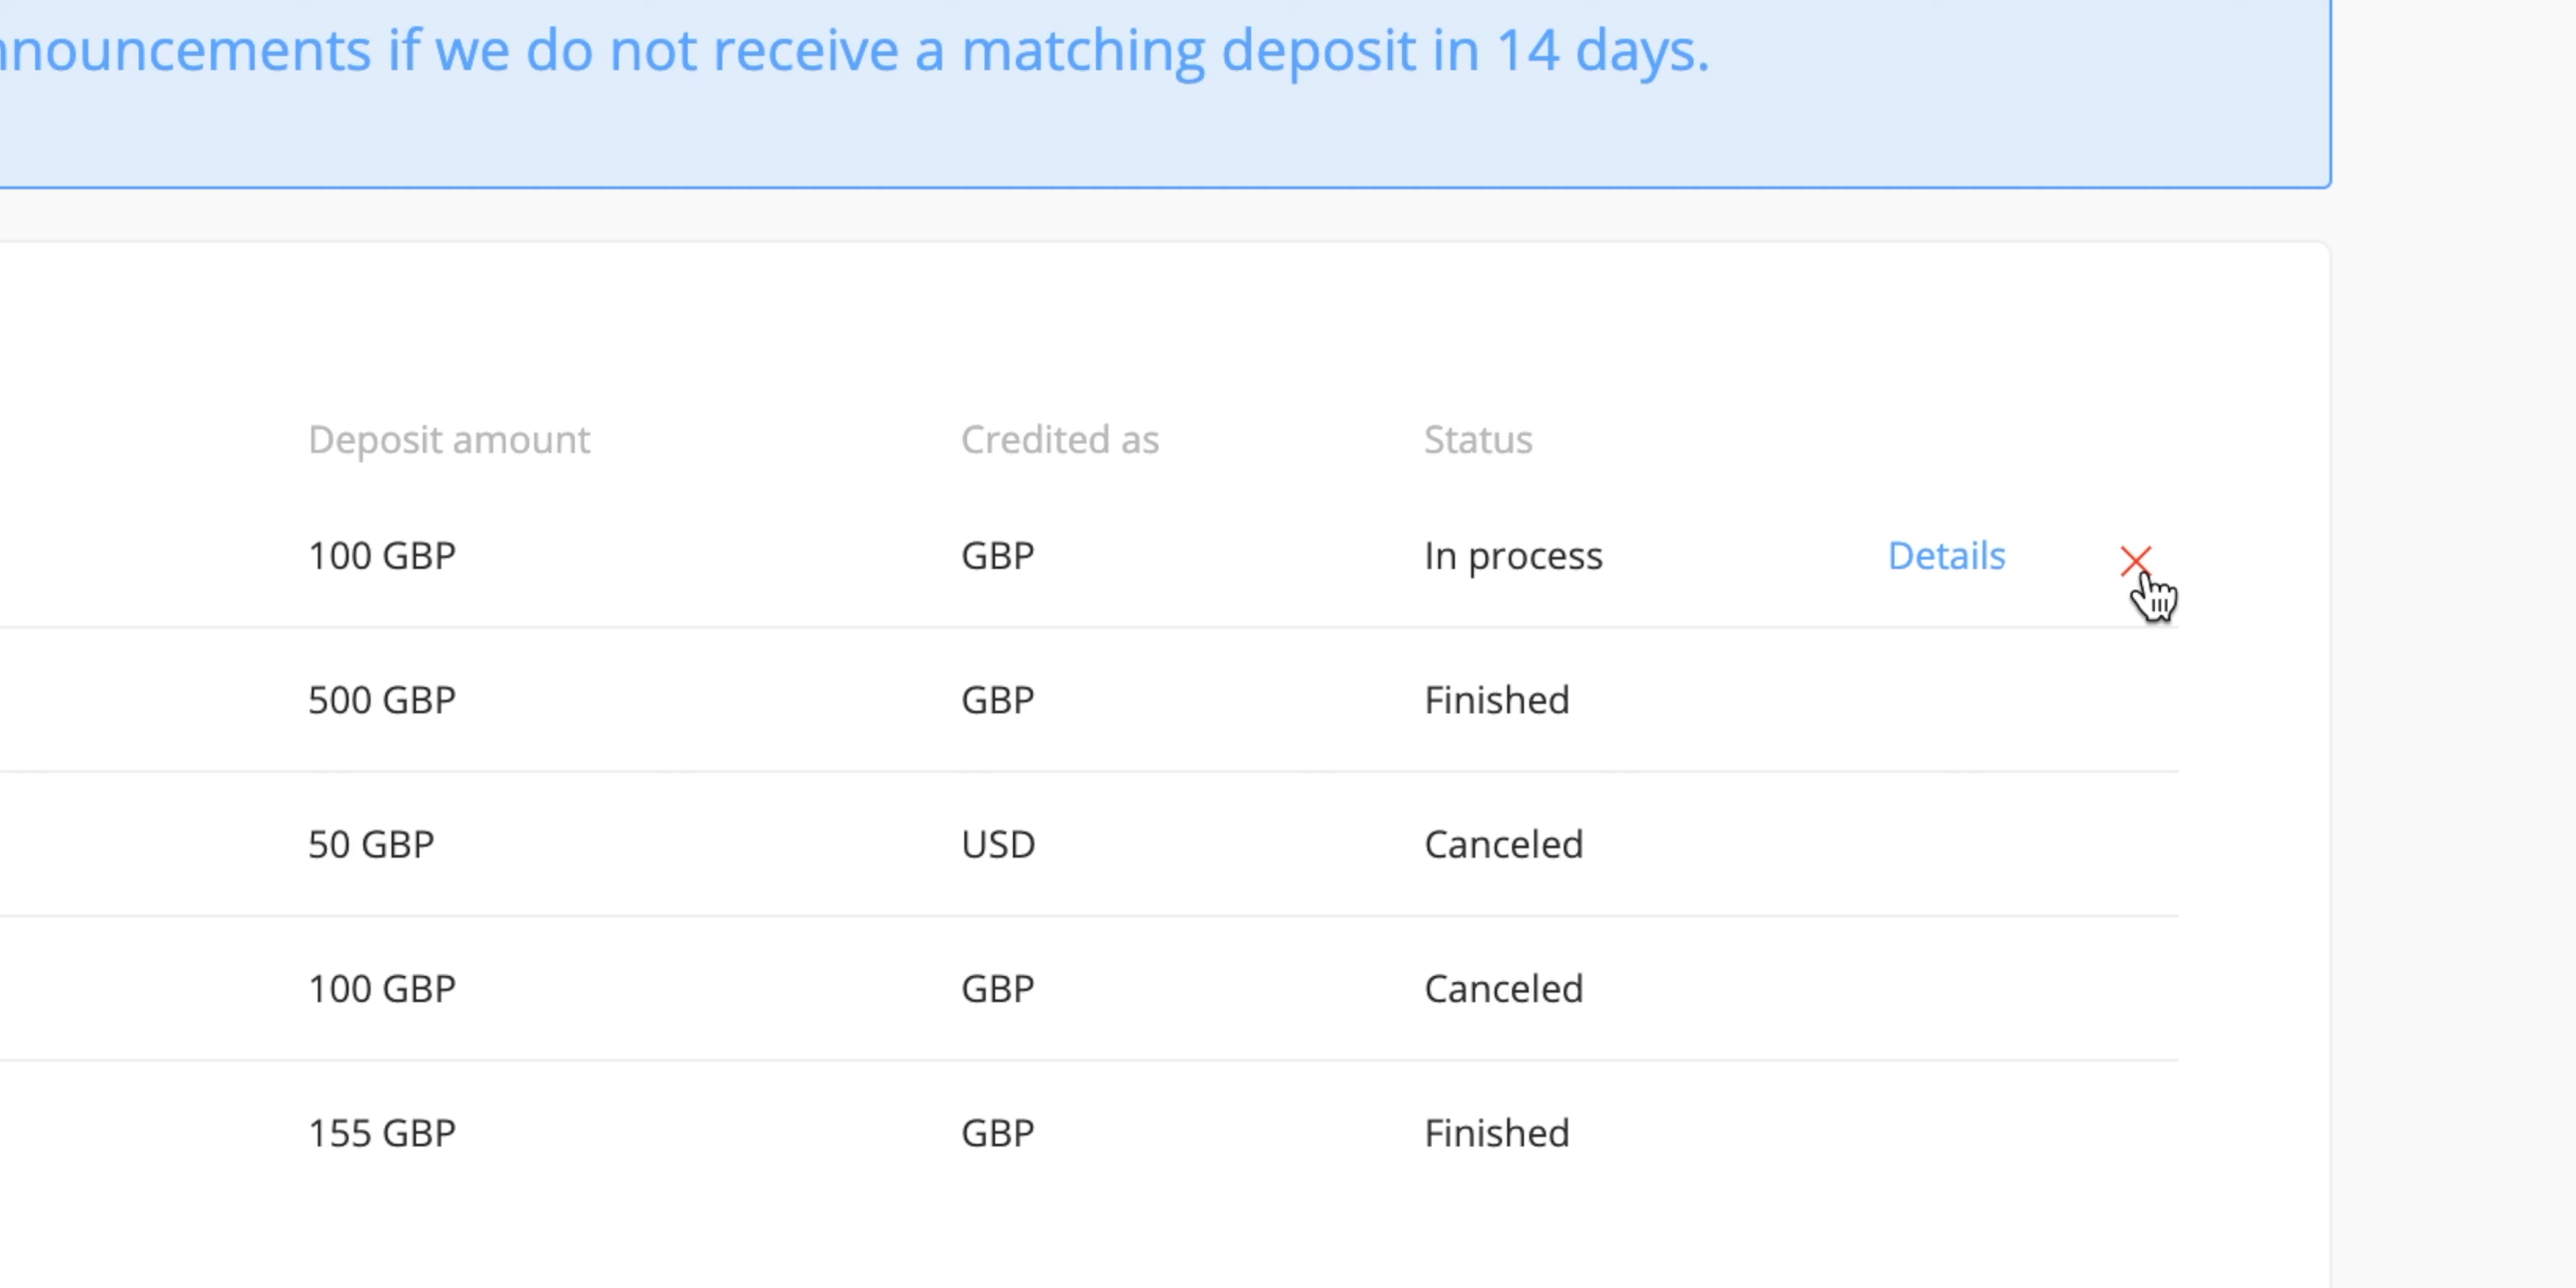 if we do not receive a matching deposit in 14 days.
Deposit amount Credited as Status
100 GBP GBP In process Details
500 GBP GBP Finished
50 GBP USD Canceled
100 GBP GBP Canceled
155 GBP GBP Finished